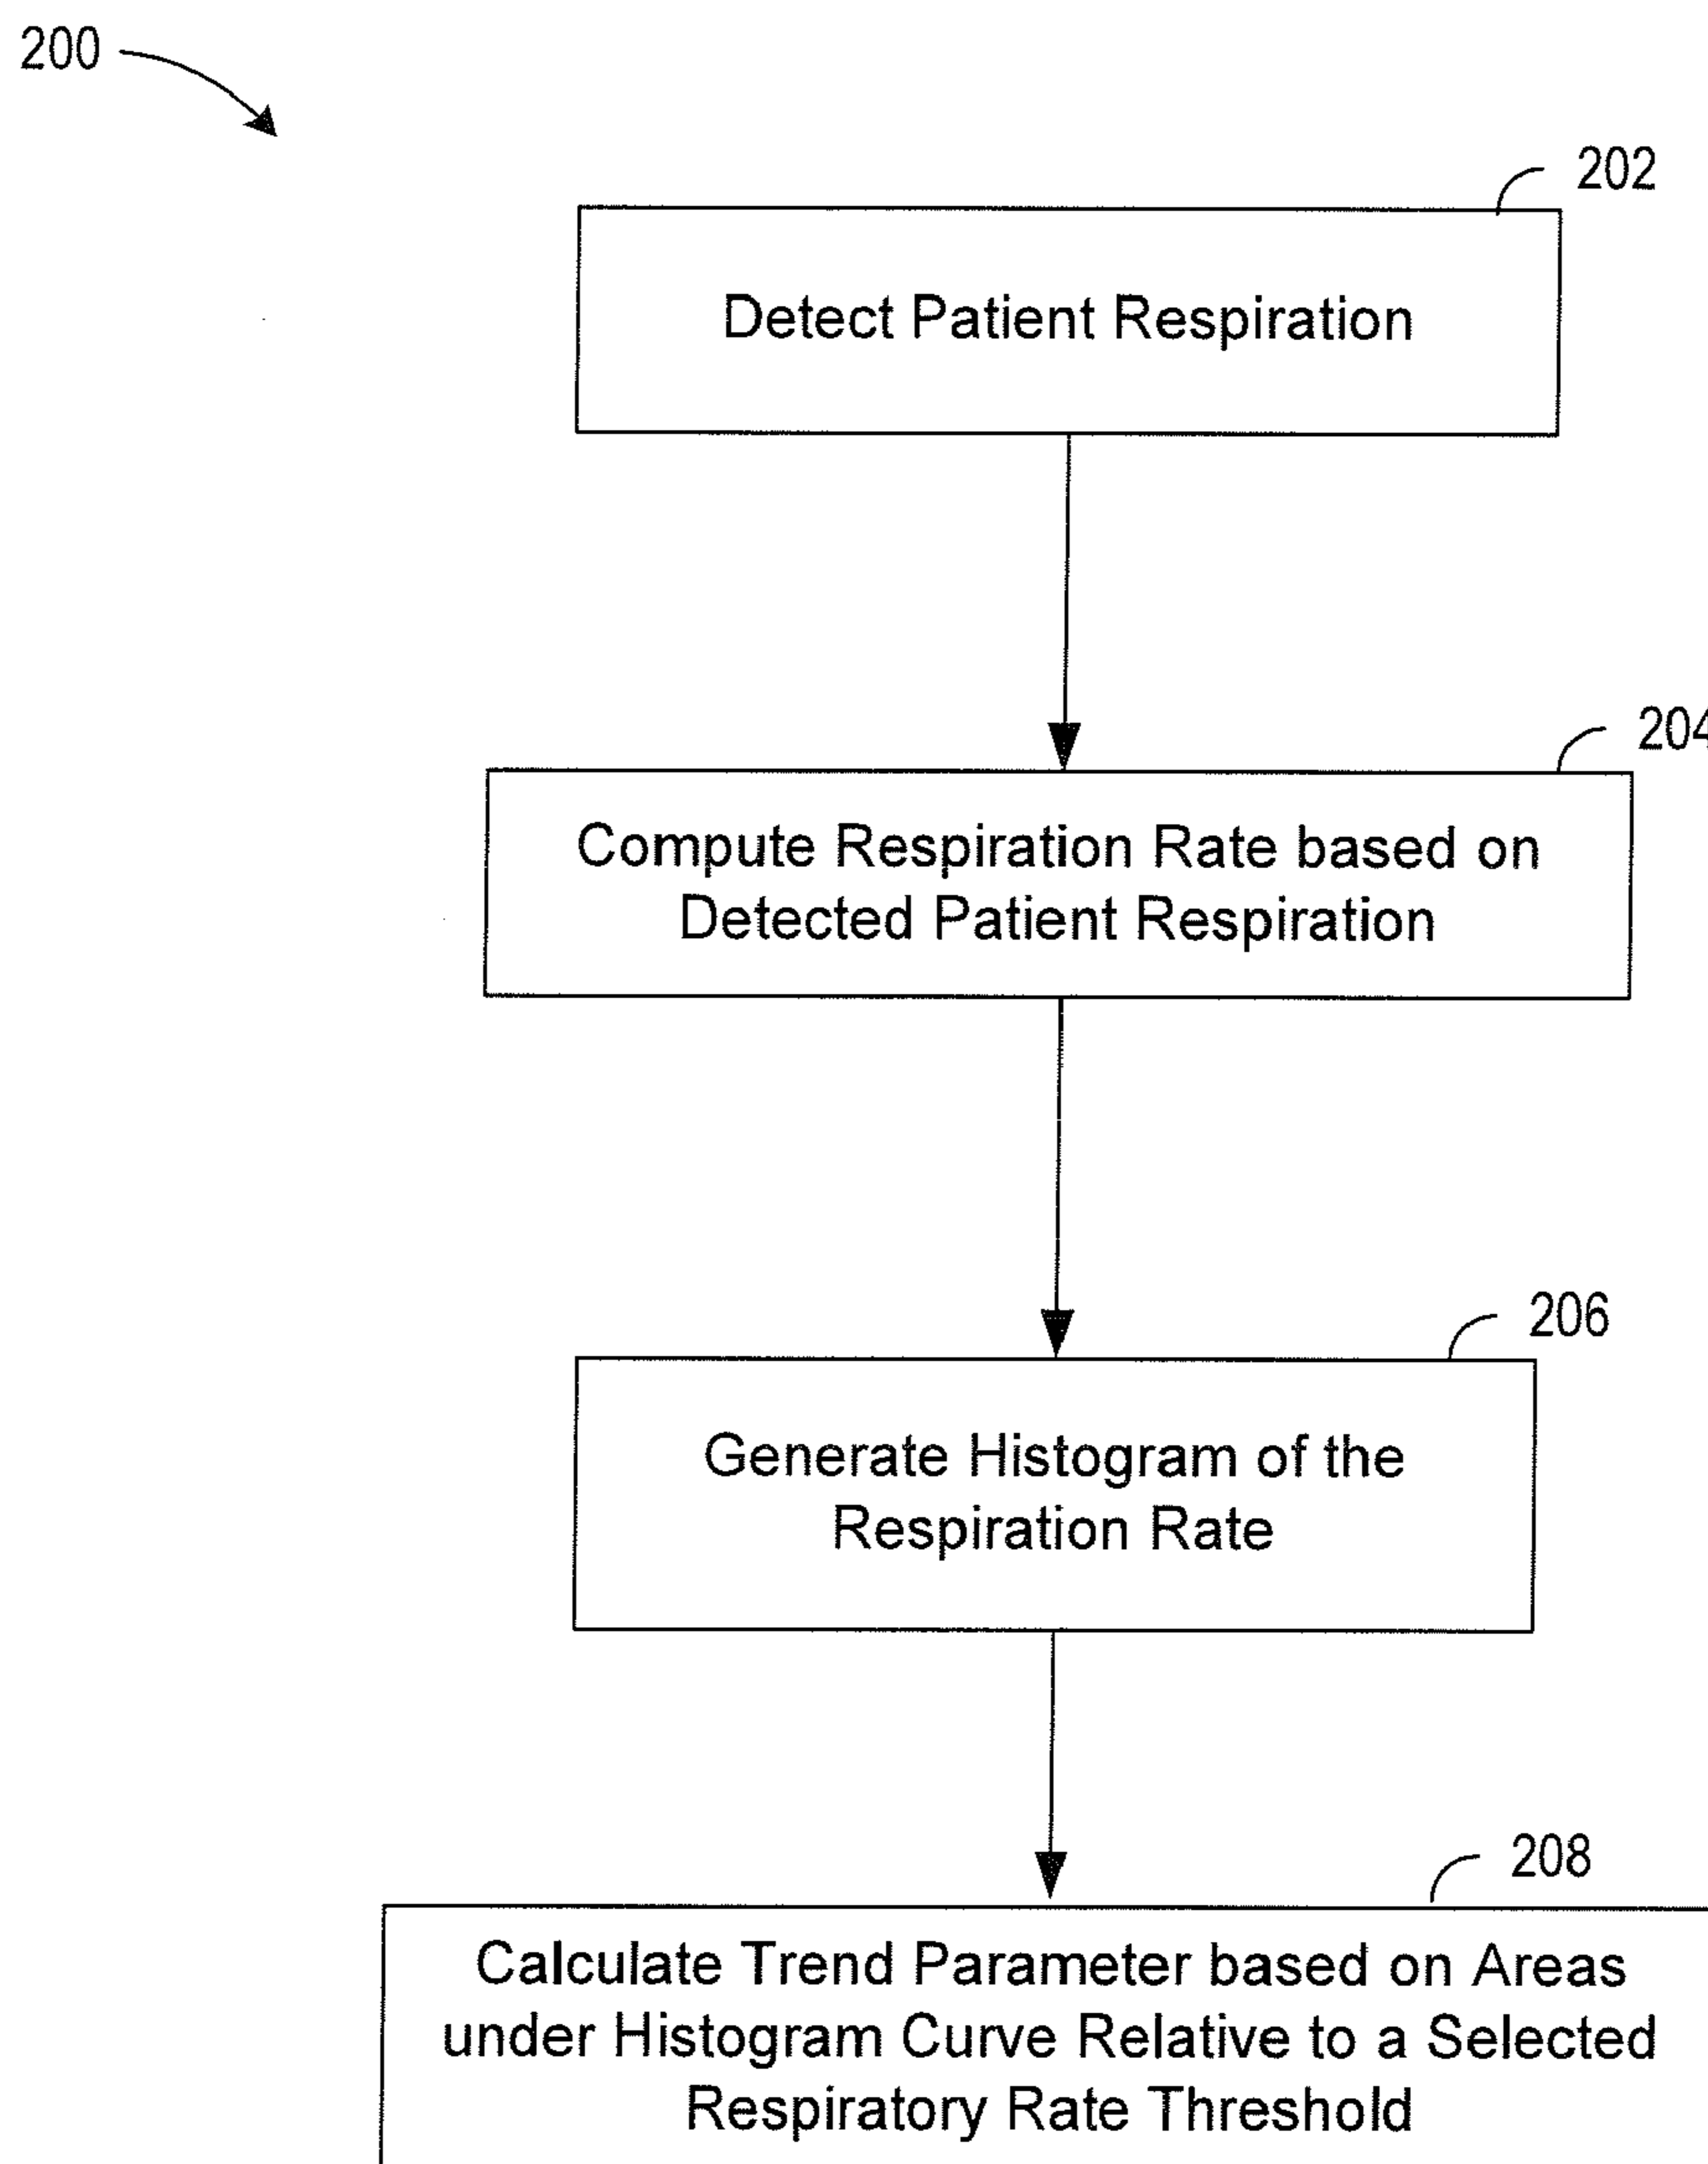 200
202
Detect Patient Respiration
204
Compute Respiration Rate based on
Detected Patient Respiration
206
Generate Histogram of the
Respiration Rate
208
Calculate Trend Parameter based on Areas
under Histogram Curve Relative to a Selected
Respiratory Rate Threshold